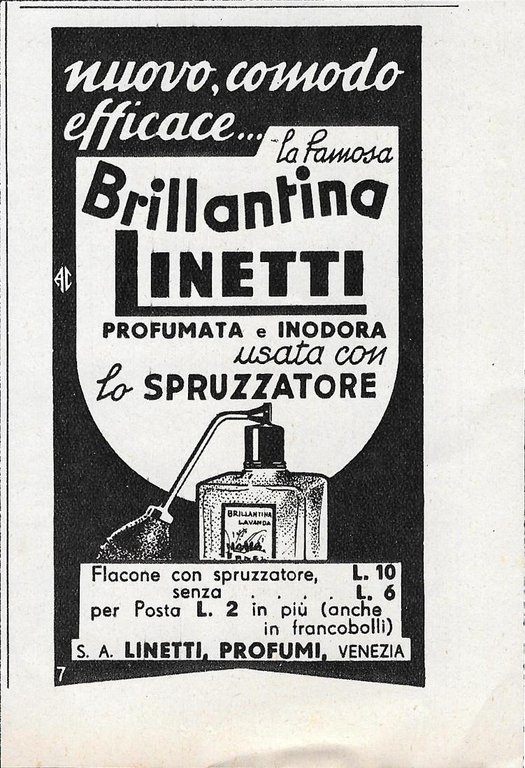 nuovo, comodo
efficace...
la famosa
Brillantina
LINETTI
PROFUMATA e INODORA
usata con
lo SPRUZZATORE
AC
BRILLANTINA
LAVANDA
Flacone con spruzzatore, L. 10
senza . . . . L. 6
per Posta L. 2 in più (anche
in francobolli)
S. A. LINETTI, PROFUMI, VENEZIA
7